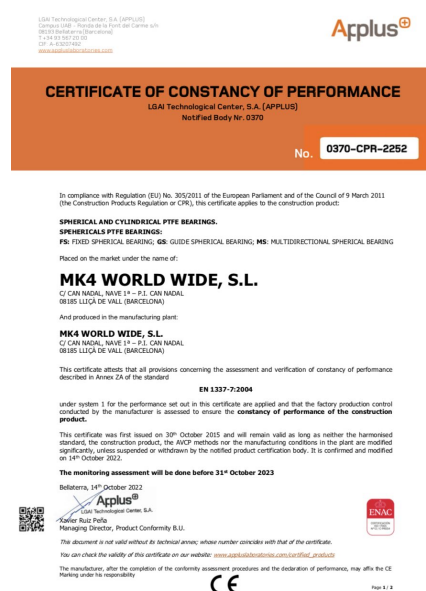 LGAI Technological Center, S.A. (APPLUS)
Campus UAB - Ronda de la Font del Carme s/n
08193 Bellaterra (Barcelona)
T +34 93 567 20 00
CIF: A-63207492
www.appluslaboratories.com
Applus+
CERTIFICATE OF CONSTANCY OF PERFORMANCE
LGAI Technological Center, S.A. (APPLUS)
Notified Body Nr. 0370
No. 0370-CPR-2252
In compliance with Regulation (EU) No. 305/2011 of the European Parliament and of the Council of 9 March 2011
(the Construction Products Regulation or CPR), this certificate applies to the construction product:
SPHERICAL AND CYLINDRICAL PTFE BEARINGS.
SPEHERICALS PTFE BEARINGS:
FS: FIXED SPHERICAL BEARING; GS: GUIDE SPHERICAL BEARING; MS: MULTIDIRECTIONAL SPHERICAL BEARING
Placed on the market under the name of:
MK4 WORLD WIDE, S.L.
C/ CAN NADAL, NAVE 1ª – P.I. CAN NADAL
08185 LLIÇÀ DE VALL (BARCELONA)
And produced in the manufacturing plant:
MK4 WORLD WIDE, S.L.
C/ CAN NADAL, NAVE 1ª – P.I. CAN NADAL
08185 LLIÇÀ DE VALL (BARCELONA)
This certificate attests that all provisions concerning the assessment and verification of constancy of performance
described in Annex ZA of the standard
EN 1337-7:2004
under system 1 for the performance set out in this certificate are applied and that the factory production control
conducted by the manufacturer is assessed to ensure the constancy of performance of the construction
product.
This certificate was first issued on 30th October 2015 and will remain valid as long as neither the harmonised
standard, the construction product, the AVCP methods nor the manufacturing conditions in the plant are modified
significantly, unless suspended or withdrawn by the notified product certification body. It is confirmed and modified
on 14th October 2022.
The monitoring assessment will be done before 31st October 2023
Bellaterra, 14th October 2022
Applus+
LGAI Technological Center, S.A.
Xavier Ruiz Peña
Managing Director, Product Conformity B.U.
ENAC
This document is not valid without its technical annex; whose number coincides with that of the certificate.
You can check the validity of this certificate on our website: www.appluslaboratories.com/certified_products
The manufacturer, after the completion of the conformity assessment procedures and the declaration of performance, may affix the CE
Marking under his responsibility
CE
Page 1 / 2